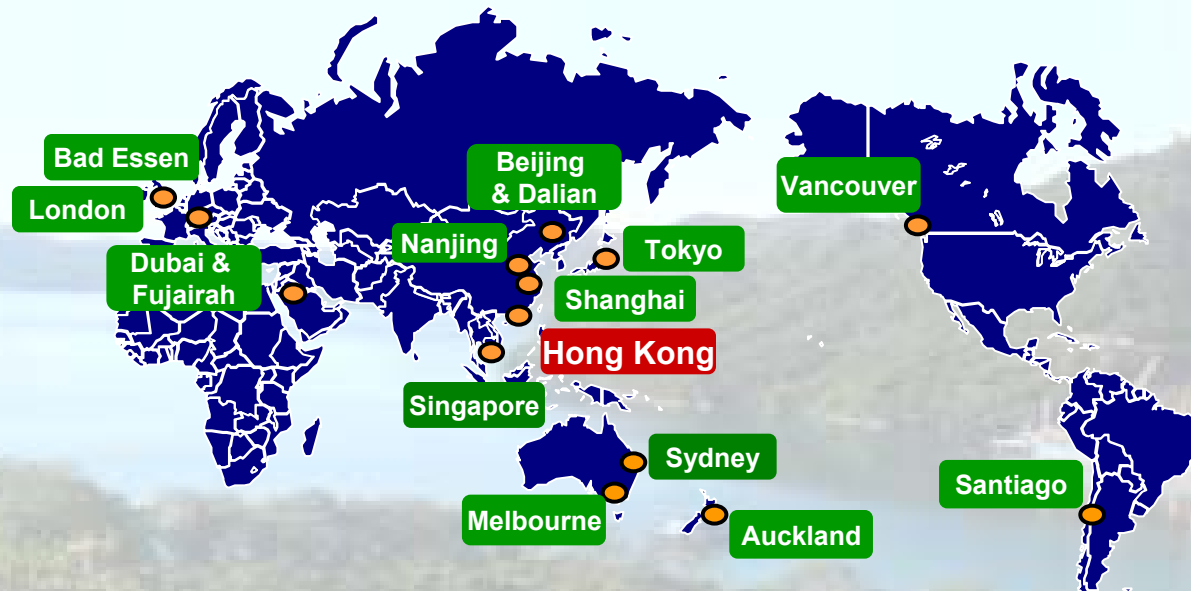 Bad Essen
London
Dubai &
Fujairah
Beijing
& Dalian
Nanjing
Tokyo
Shanghai
Hong Kong
Singapore
Sydney
Melbourne
Auckland
Vancouver
Santiago